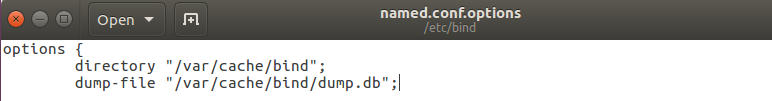 Open
named.conf.options
/etc/bind
options {
        directory "/var/cache/bind";
        dump-file "/var/cache/bind/dump.db";